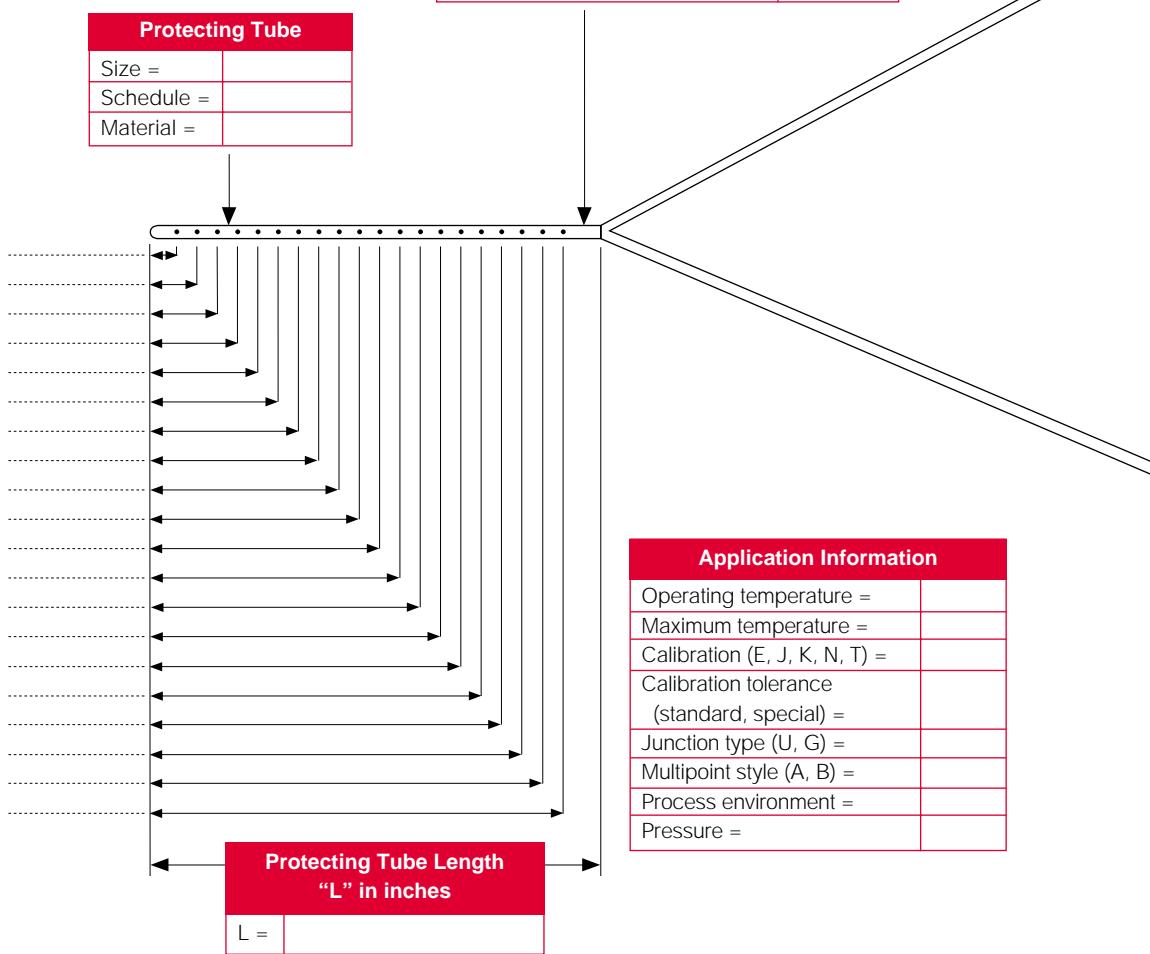 Protecting Tube
Size =
Schedule =
Material =
Application Information
Operating temperature =
Maximum temperature =
Calibration (E, J, K, N, T) =
Calibration tolerance
(standard, special) =
Junction type (U, G) =
Multipoint style (A, B) =
Process environment =
Pressure =
Protecting Tube Length
“L” in inches
L =